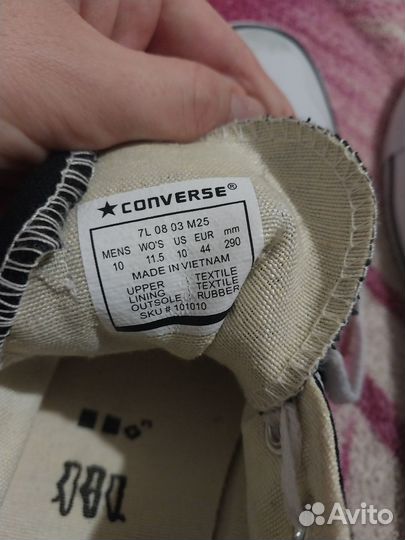 ★CONVERSE®
7L 08 03 M25
MENS WO'S US EUR mm
10 11.5 10 44 290
MADE IN VIETNAM
UPPER TEXTILE
LINING TEXTILE
OUTSOLE RUBBER
SKU # 101010
Avito